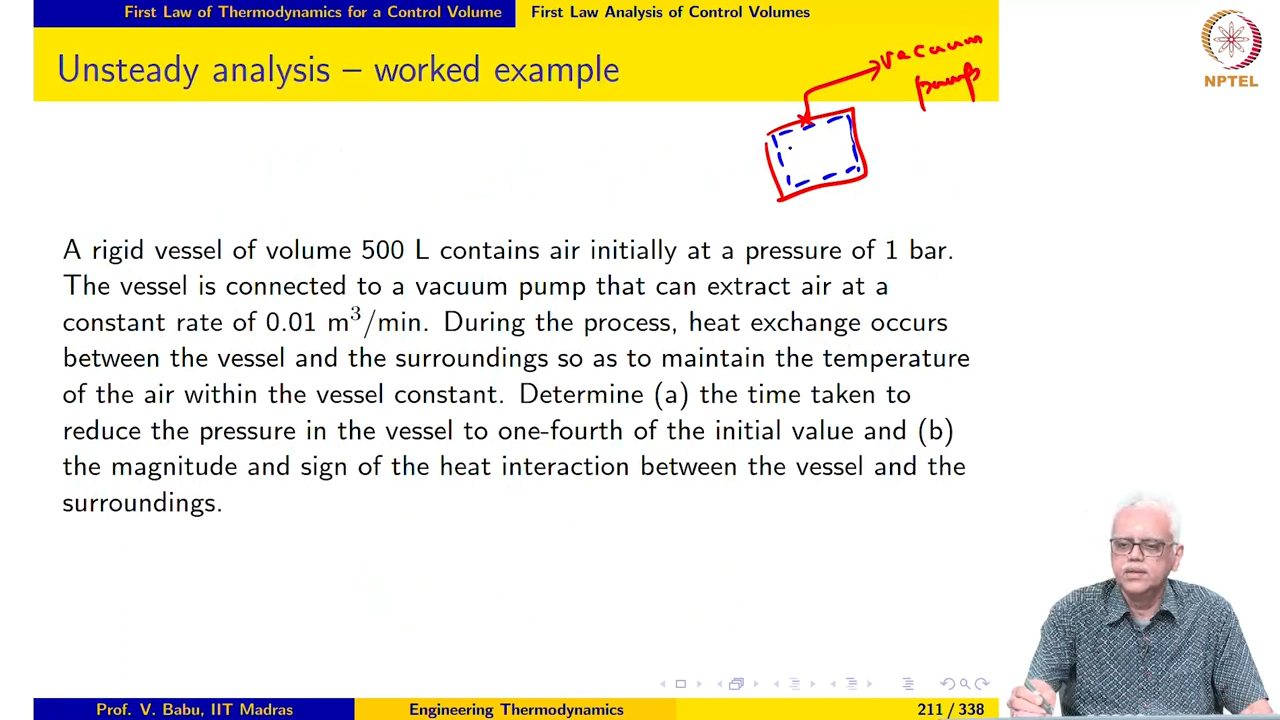 First Law of Thermodynamics for a Control Volume First Law Analysis of Control Volumes
Unsteady analysis – worked example
vacuum
pump
NPTEL
A rigid vessel of volume 500 L contains air initially at a pressure of 1 bar.
The vessel is connected to a vacuum pump that can extract air at a
constant rate of 0.01 m³/min. During the process, heat exchange occurs
between the vessel and the surroundings so as to maintain the temperature
of the air within the vessel constant. Determine (a) the time taken to
reduce the pressure in the vessel to one-fourth of the initial value and (b)
the magnitude and sign of the heat interaction between the vessel and the
surroundings.
Prof. V. Babu, IIT Madras Engineering Thermodynamics 211 / 338